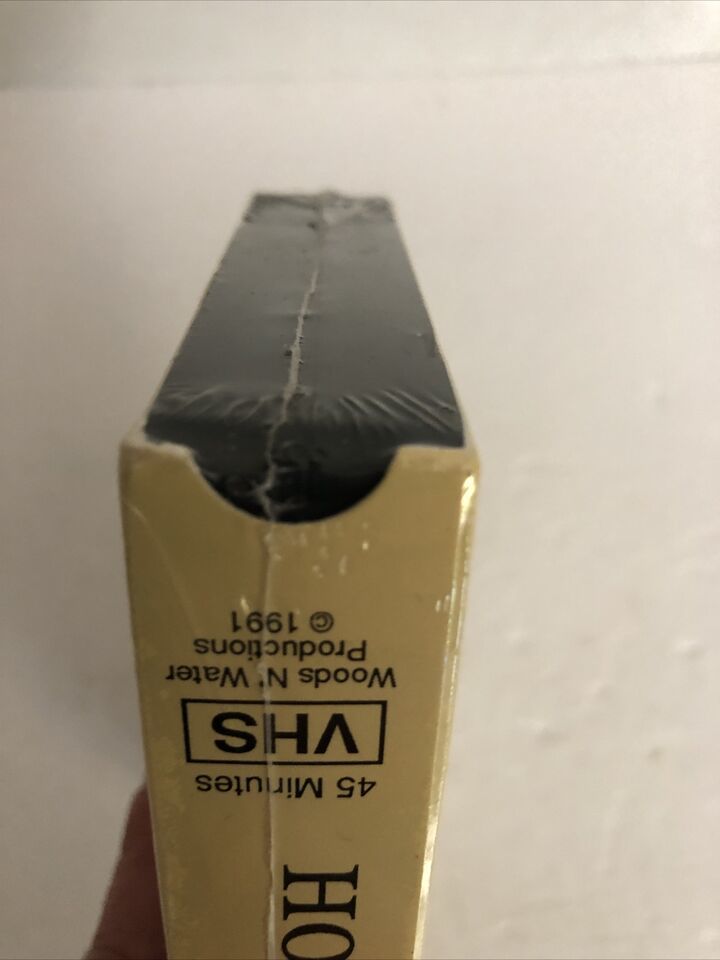 45 Minutes
VHS
Woods N' Water
Productions
© 1991
HO